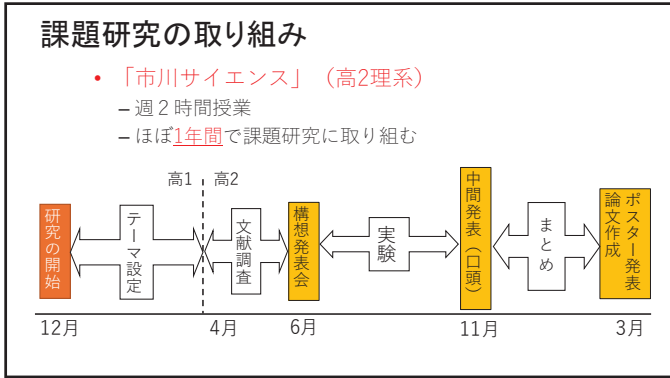 課題研究の取り組み
• 「市川サイエンス」（高2理系）
– 週２時間授業
– ほぼ1年間で課題研究に取り組む
高1
高2
研究の開始
テーマ設定
文献調査
構想発表会
実験
中間発表（口頭）
まとめ
ポスター発表
論文作成
12月
4月
6月
11月
3月